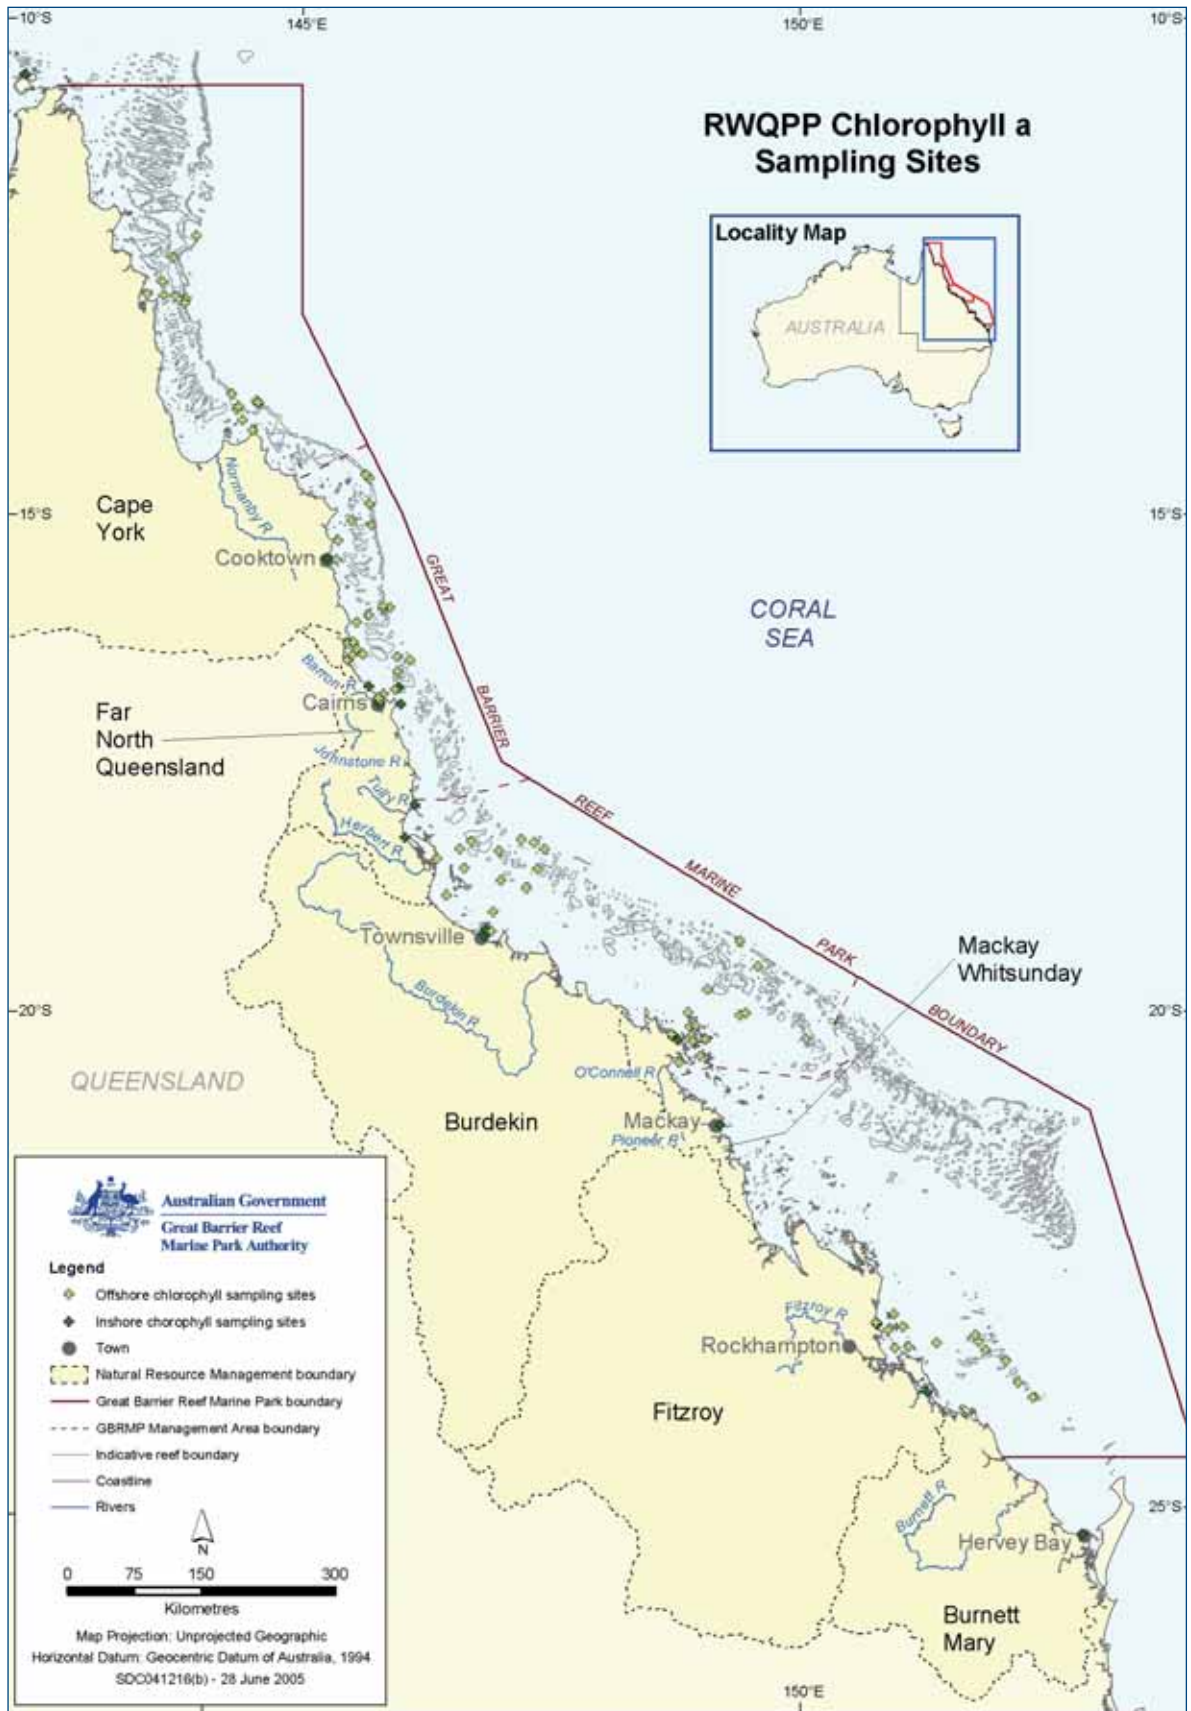 10°S
145°E
150°E
10°S
RWQPP Chlorophyll a
Sampling Sites
Locality Map
AUSTRALIA
Cape
York
Normanby R
15°S
15°S
Cooktown
GREAT
CORAL
SEA
BARRIER
Barron R
Cairns
Far
North
Queensland
Johnstone R
Tully R
REEF
Herbert R
MARINE
Townsville
PARK
Mackay
Whitsunday
Burdekin R
20°S
BOUNDARY
20°S
QUEENSLAND
O'Connell R
Burdekin
Mackay
Pioneer R
Australian Government
Great Barrier Reef
Marine Park Authority
Legend
Offshore chlorophyll sampling sites
Inshore chorophyll sampling sites
Town
Natural Resource Management boundary
Great Barrier Reef Marine Park boundary
GBRMP Management Area boundary
Indicative reef boundary
Coastline
Rivers
N
0 75 150 300
Kilometres
Map Projection: Unprojected Geographic
Horizontal Datum: Geocentric Datum of Australia, 1994
SDC041216(b) - 28 June 2005
Fitzroy R
Rockhampton
Fitzroy
Burnett R
25°S
Hervey Bay
Burnett
Mary
150°E